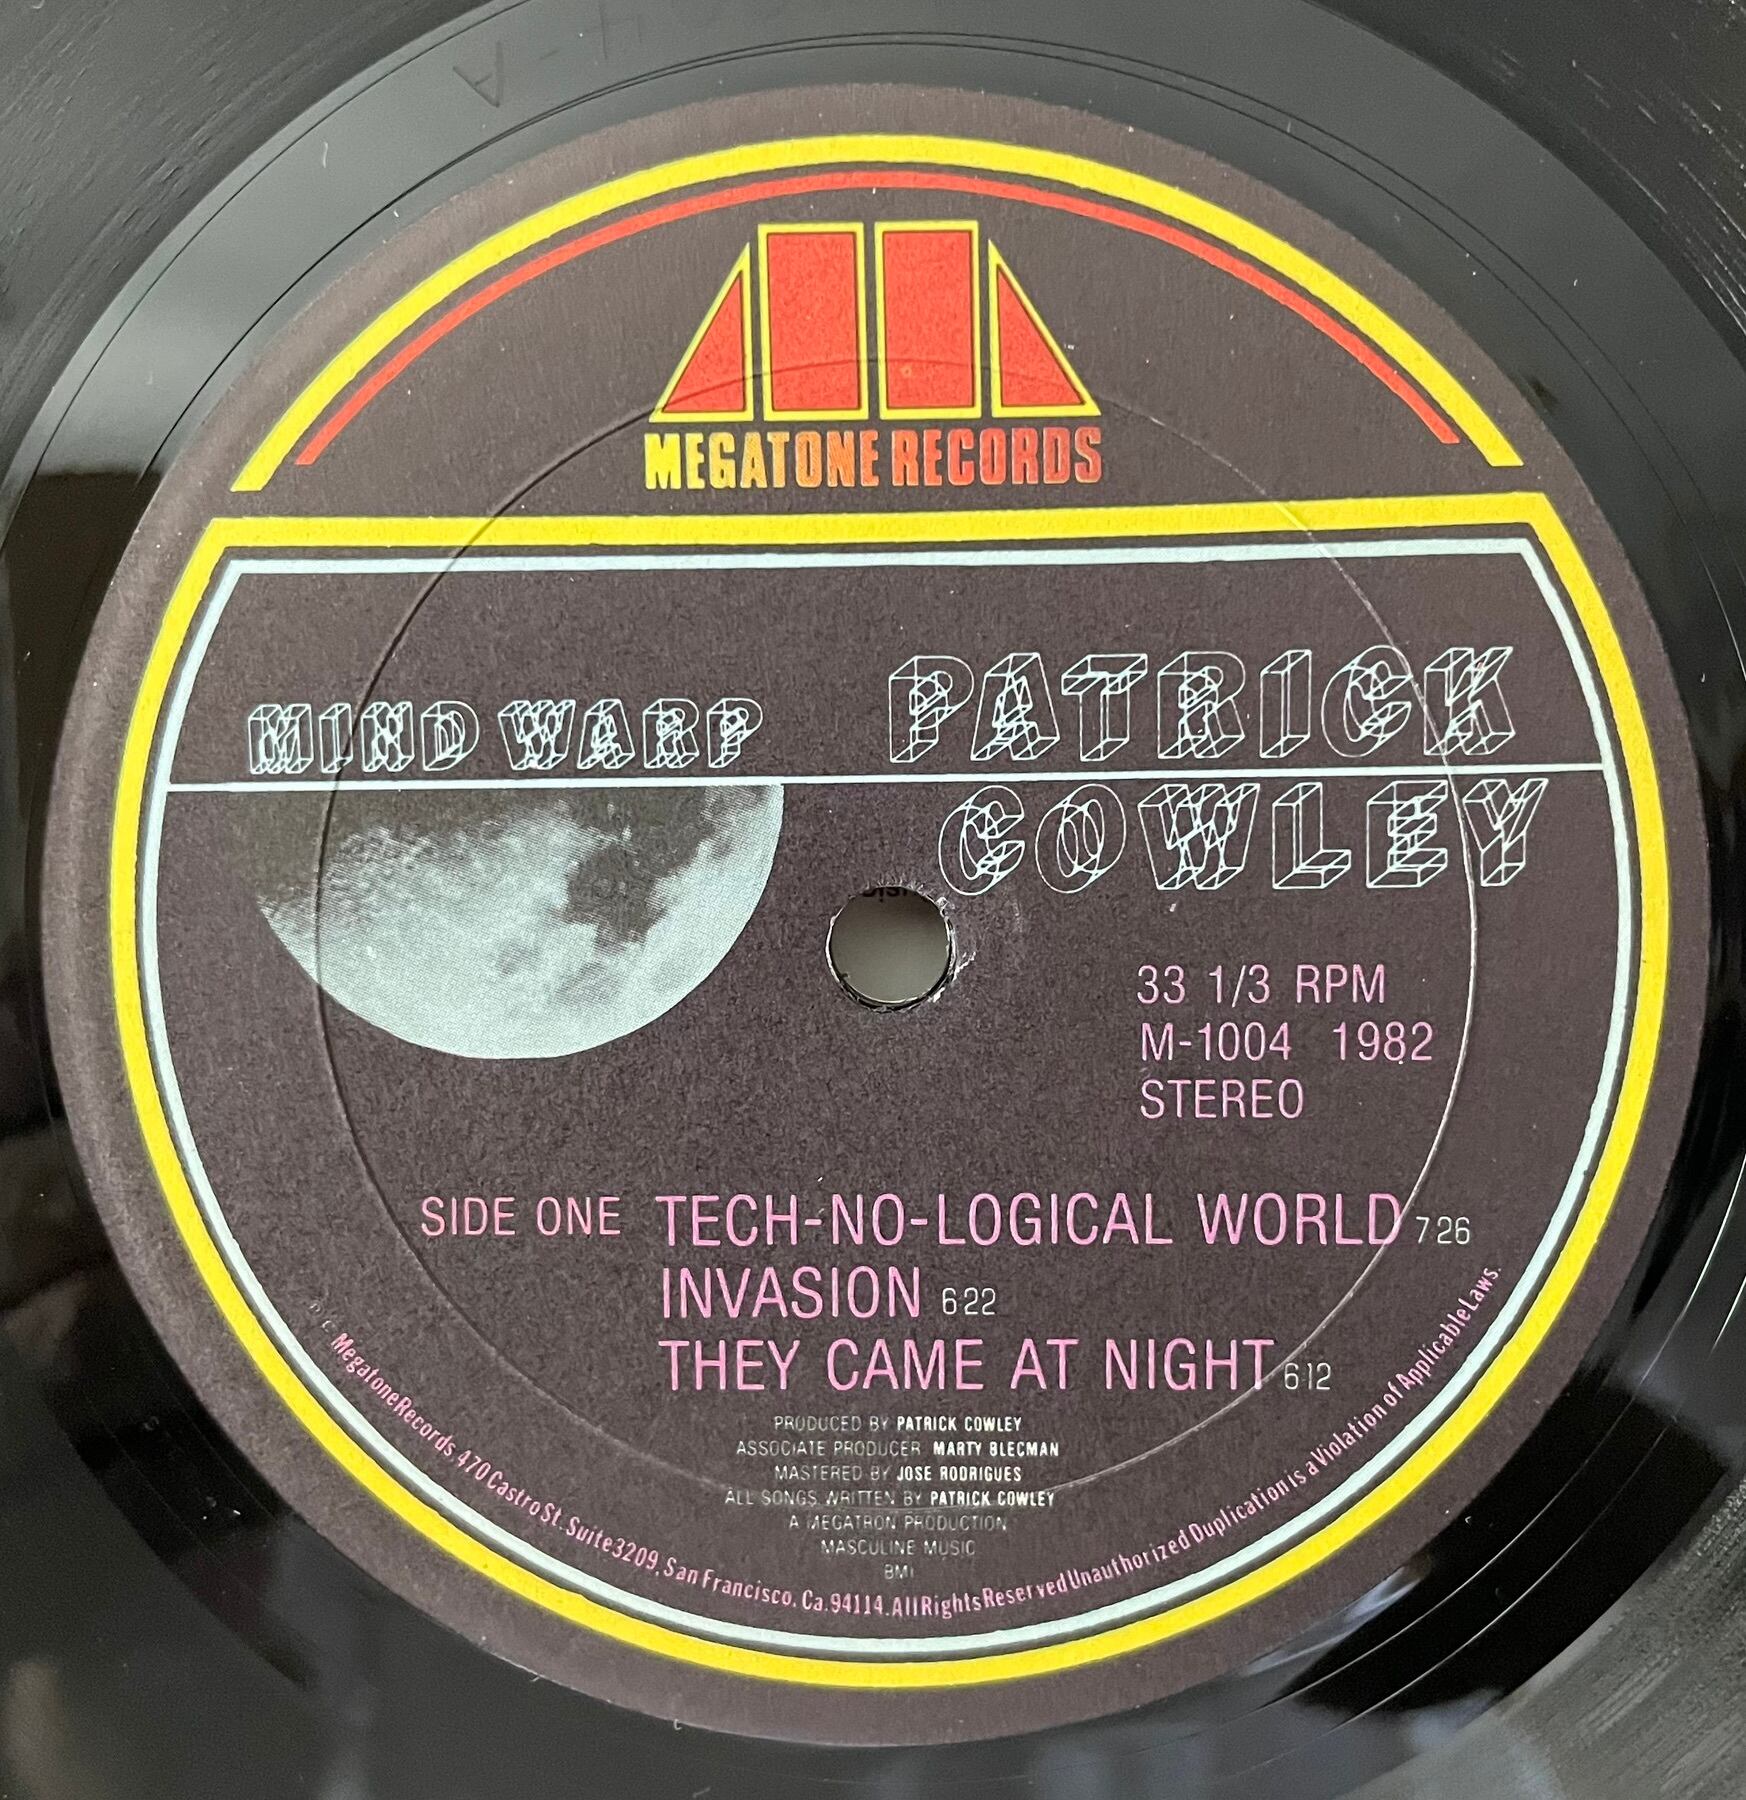 MEGATONE RECORDS
MIND WARP
PATRICK
COWLEY
33 1/3 RPM
M-1004 1982
STEREO
SIDE ONE TECH-NO-LOGICAL WORLD 7:26
INVASION 6:22
THEY CAME AT NIGHT 6:12
PRODUCED BY PATRICK COWLEY
ASSOCIATE PRODUCER MARTY BLECMAN
MASTERED BY JOSE RODRIGUES
ALL SONGS WRITTEN BY PATRICK COWLEY
A MEGATRON PRODUCTION
MASCULINE MUSIC
BMI
Megatone Records, 470 Castro St. Suite 3209, San Francisco, Ca. 94114. All Rights Reserved Unauthorized Duplication is a Violation of Applicable Laws.